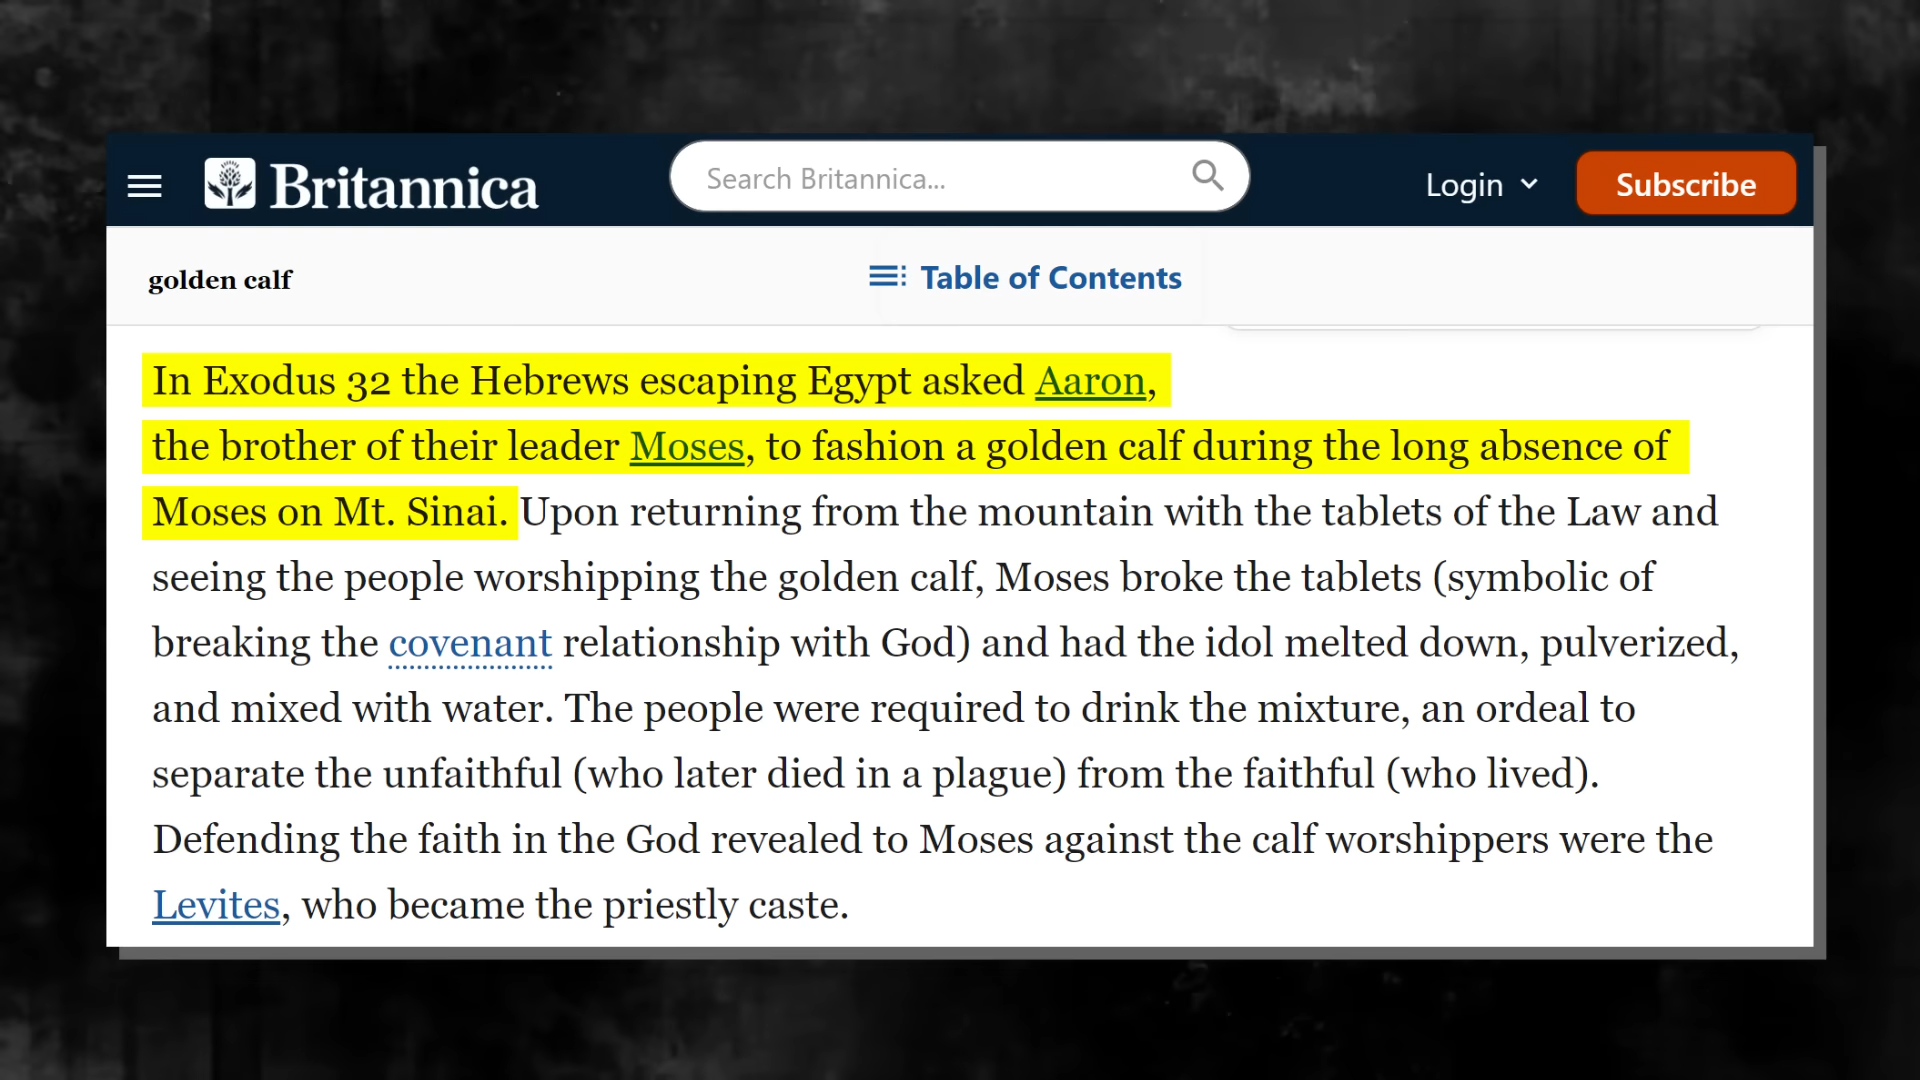 Britannica
Search Britannica...
Login
Subscribe
golden calf
Table of Contents
In Exodus 32 the Hebrews escaping Egypt asked Aaron,
the brother of their leader Moses, to fashion a golden calf during the long absence of
Moses on Mt. Sinai. Upon returning from the mountain with the tablets of the Law and
seeing the people worshipping the golden calf, Moses broke the tablets (symbolic of
breaking the covenant relationship with God) and had the idol melted down, pulverized,
and mixed with water. The people were required to drink the mixture, an ordeal to
separate the unfaithful (who later died in a plague) from the faithful (who lived).
Defending the faith in the God revealed to Moses against the calf worshippers were the
Levites, who became the priestly caste.